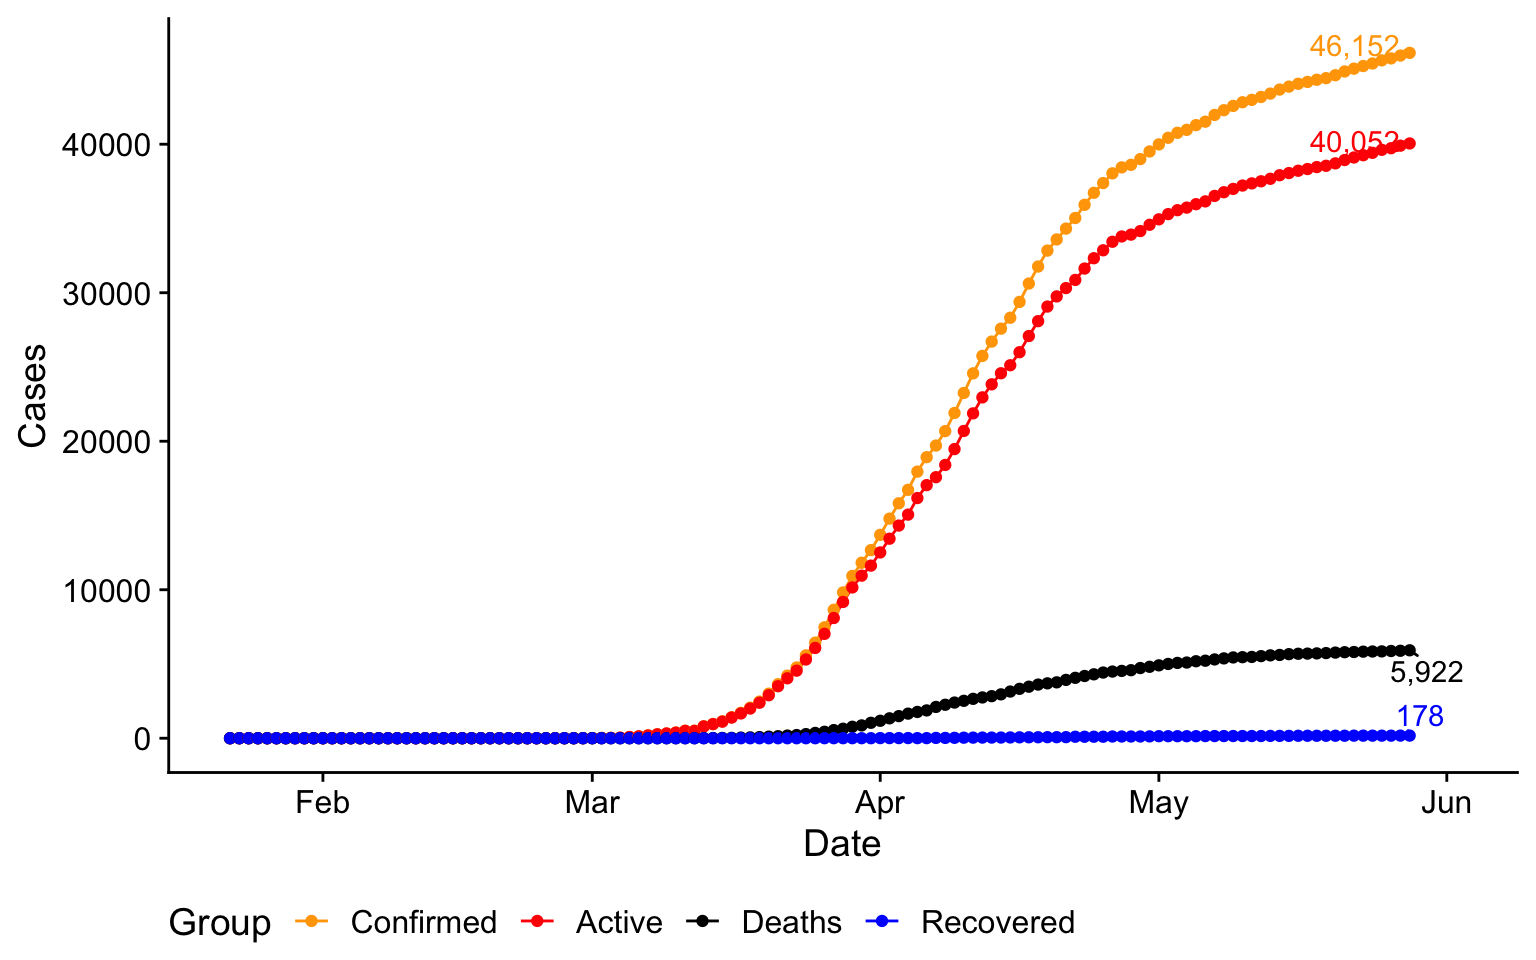 46,152
40,052
40000
30000
20000
10000
0
Cases
5,922
178
Feb Mar Apr May Jun
Date
Group Confirmed Active Deaths Recovered